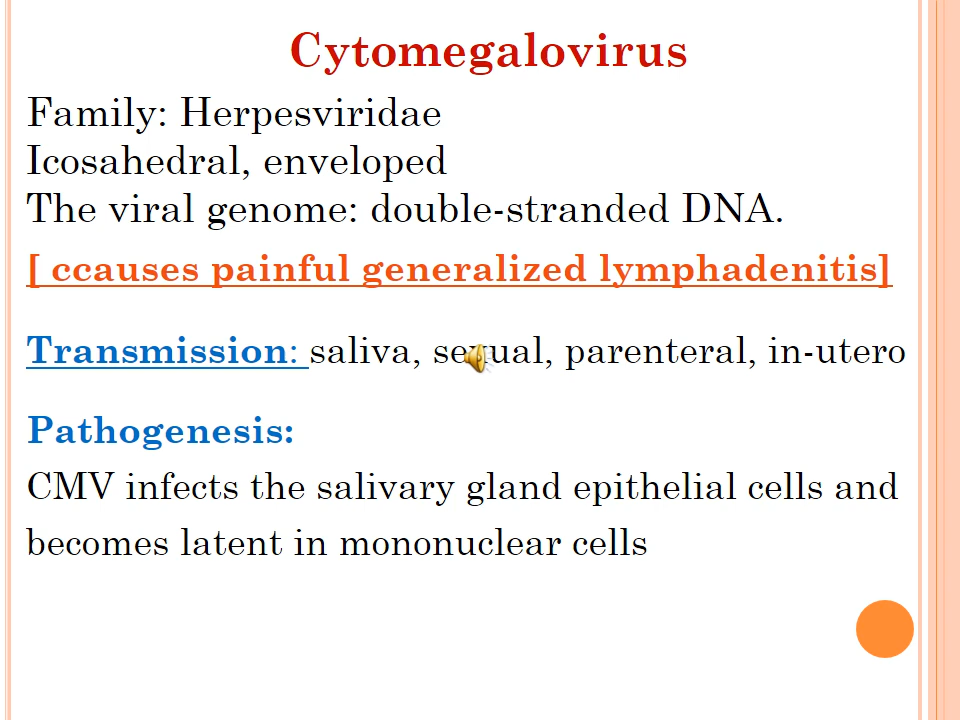 Cytomegalovirus
Family: Herpesviridae
Icosahedral, enveloped
The viral genome: double-stranded DNA.
[ ccauses painful generalized lymphadenitis]
Transmission: saliva, sexual, parenteral, in-utero
Pathogenesis:
CMV infects the salivary gland epithelial cells and
becomes latent in mononuclear cells